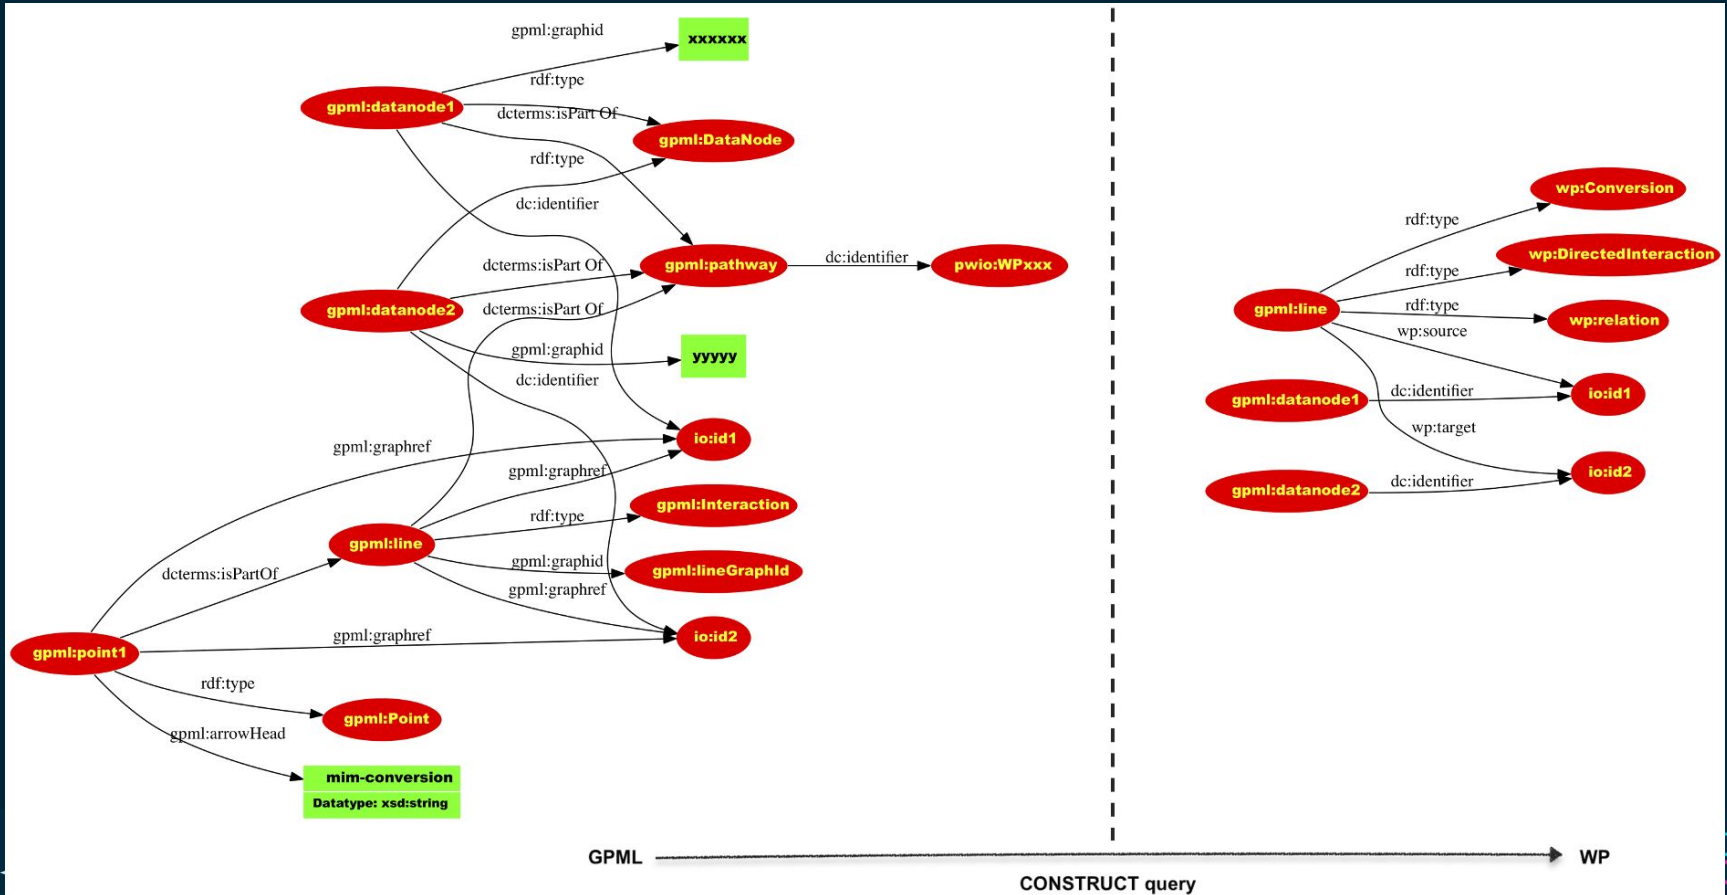 gpml:graphid
xxxxxx
rdf:type
gpml:datanode1
dcterms:isPart Of
gpml:DataNode
rdf:type
wp:Conversion
dc:identifier
rdf:type
dcterms:isPart Of
gpml:pathway
dc:identifier
pwio:WPxxx
wp:DirectedInteraction
rdf:type
gpml:datanode2
dcterms:isPart Of
gpml:line
rdf:type
wp:relation
wp:source
gpml:graphid
yyyyy
dc:identifier
gpml:datanode1
dc:identifier
io:id1
wp:target
gpml:graphref
io:id1
gpml:graphref
dc:identifier
io:id2
gpml:datanode2
gpml:Interaction
rdf:type
gpml:line
gpml:graphid
gpml:lineGraphId
dcterms:isPartOf
gpml:graphref
gpml:graphref
io:id2
gpml:point1
rdf:type
gpml:Point
gpml:arrowHead
mim-conversion
Datatype: xsd:string
GPML
WP
CONSTRUCT query